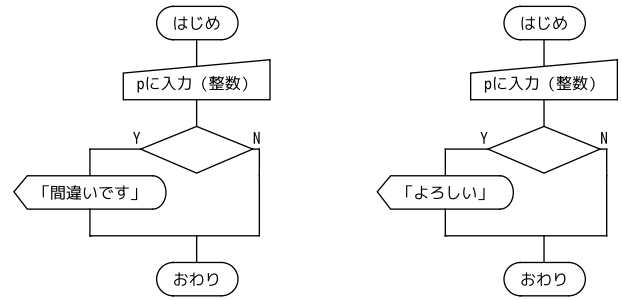 はじめ
pに入力（整数）
Y
N
「間違いです」
おわり
はじめ
pに入力（整数）
Y
N
「よろしい」
おわり